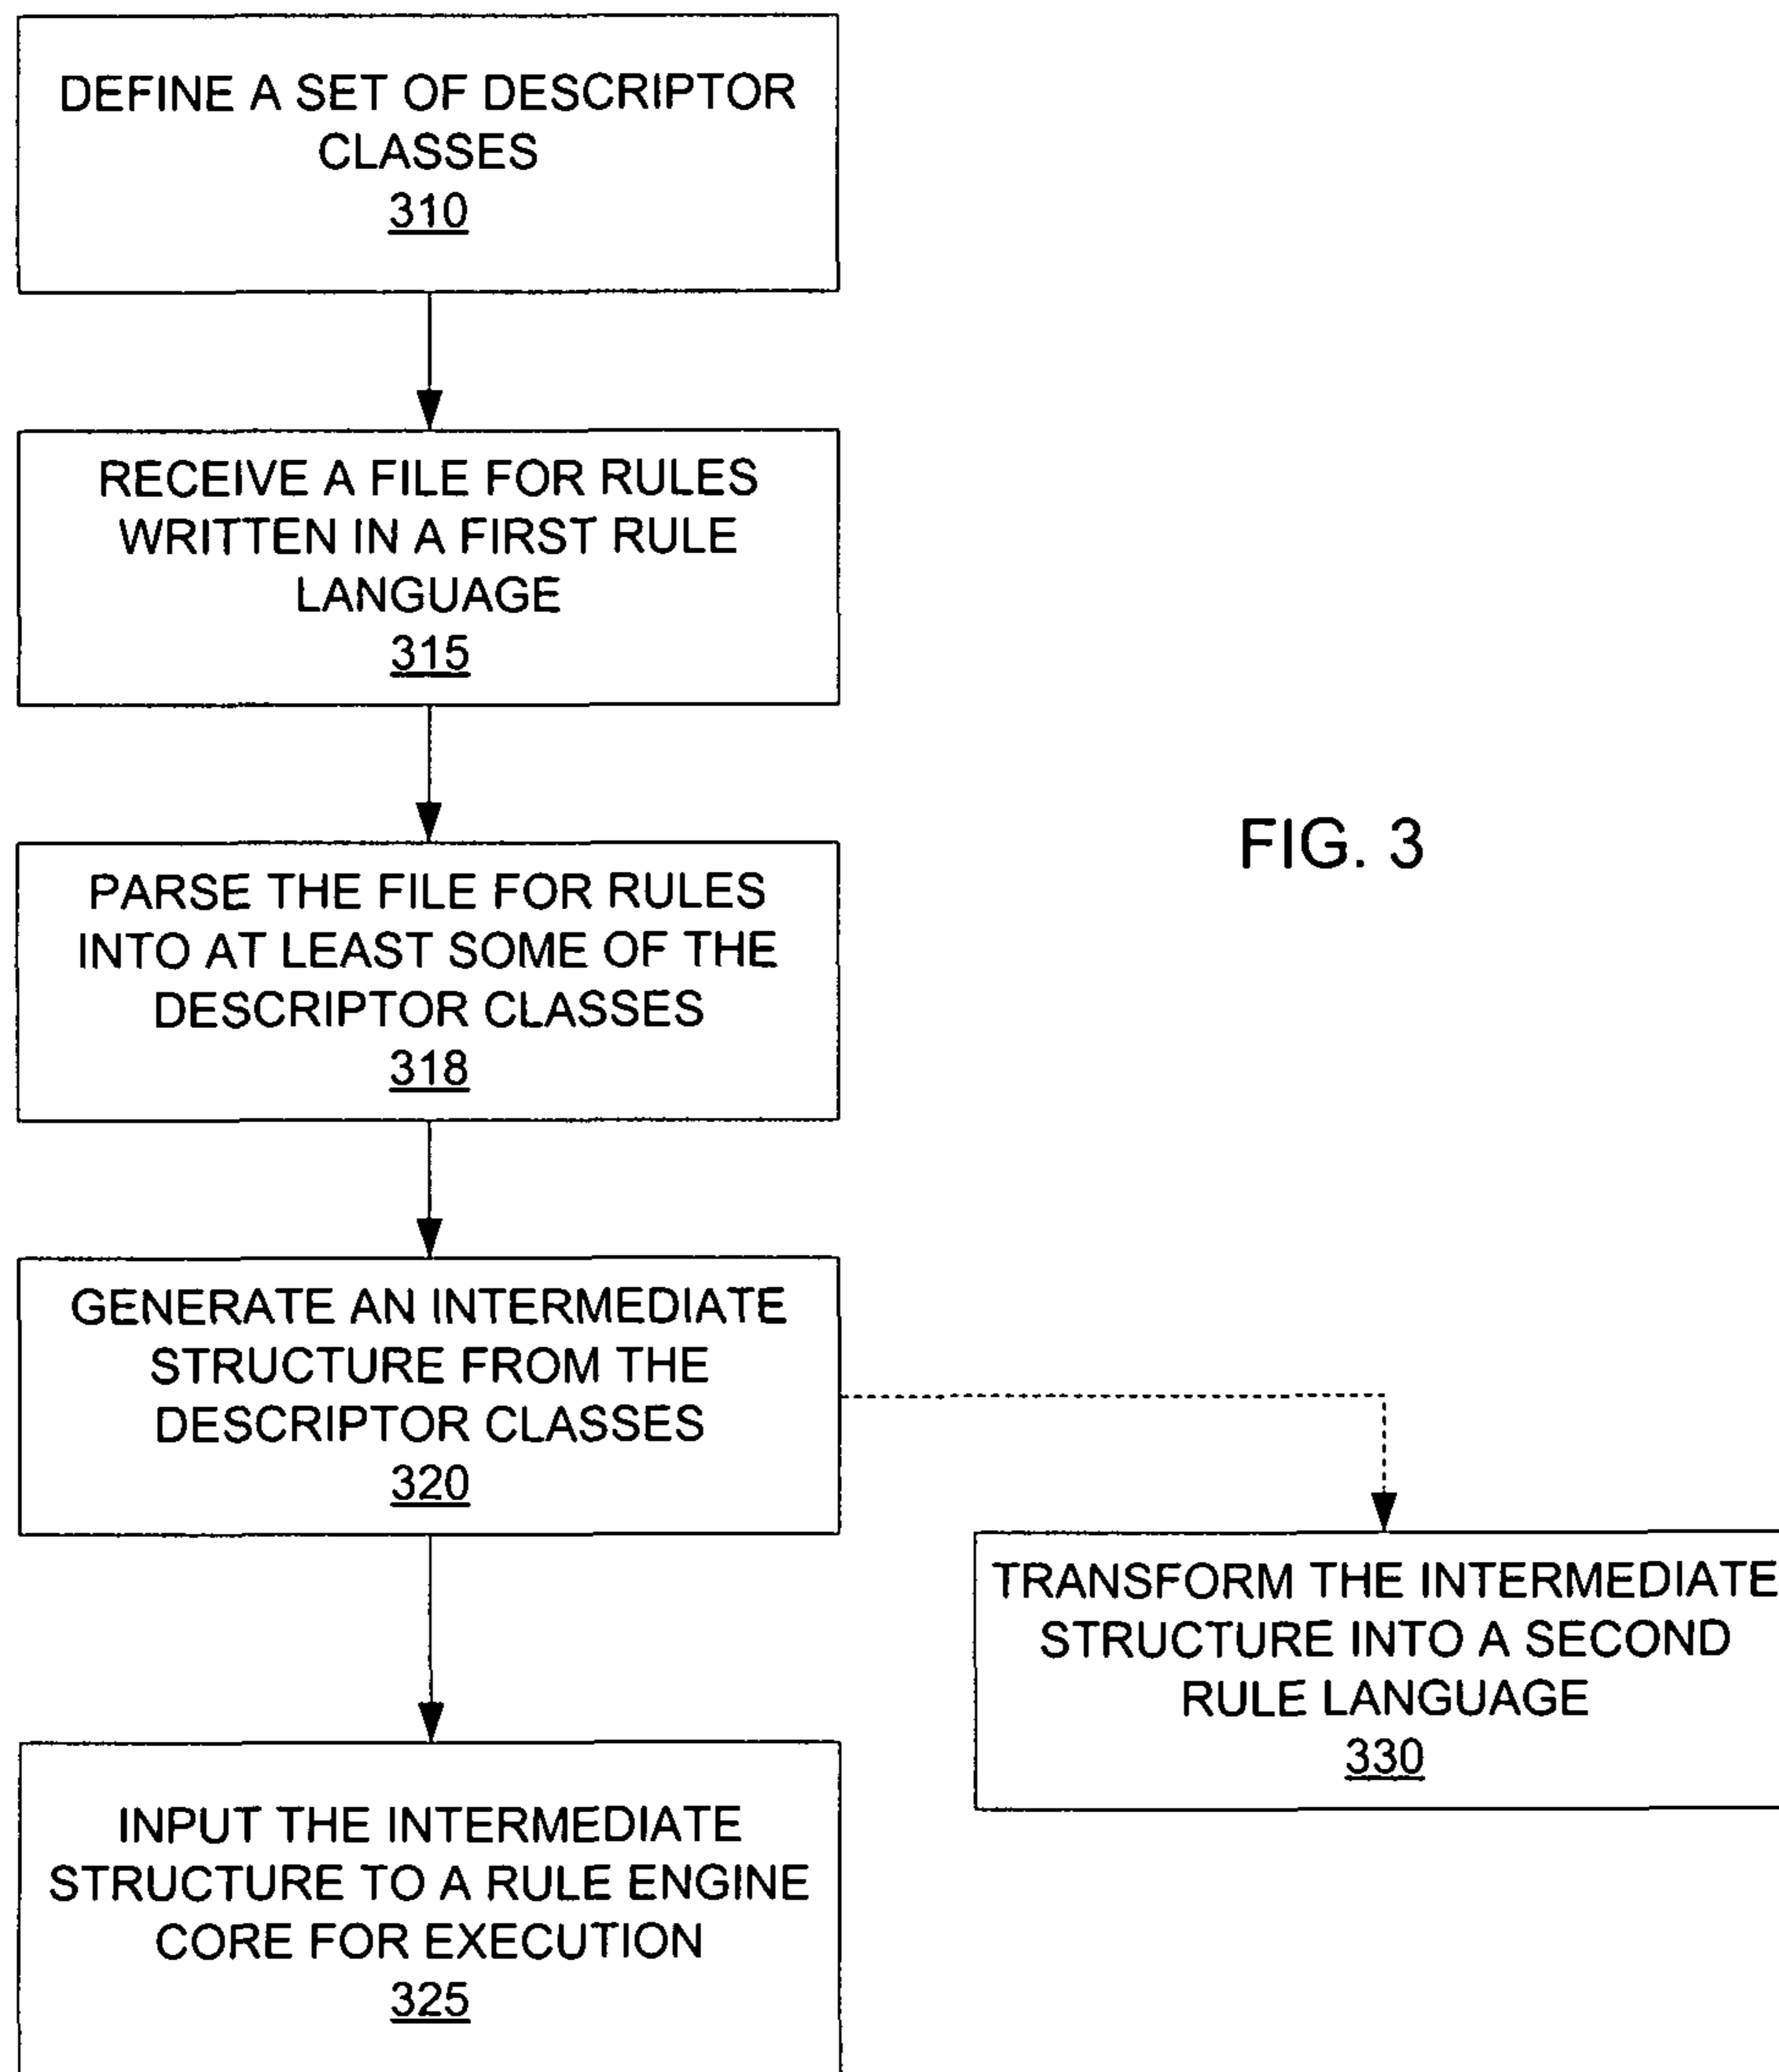 DEFINE A SET OF DESCRIPTOR
CLASSES
310
RECEIVE A FILE FOR RULES
WRITTEN IN A FIRST RULE
LANGUAGE
315
FIG. 3
PARSE THE FILE FOR RULES
INTO AT LEAST SOME OF THE
DESCRIPTOR CLASSES
318
GENERATE AN INTERMEDIATE
STRUCTURE FROM THE
DESCRIPTOR CLASSES
320
TRANSFORM THE INTERMEDIATE
STRUCTURE INTO A SECOND
RULE LANGUAGE
330
INPUT THE INTERMEDIATE
STRUCTURE TO A RULE ENGINE
CORE FOR EXECUTION
325